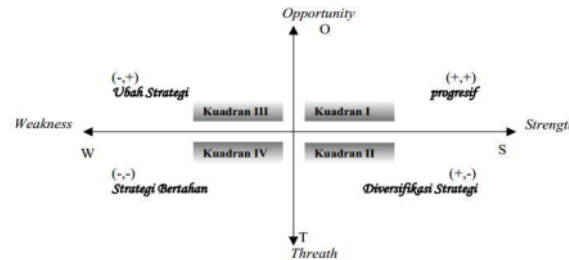 Opportunity
O
(-,+)
Ubah Strategi
(+,+)
progresif
Kuadran III
Kuadran I
Weakness
Strength
W
S
Kuadran IV
Kuadran II
(-,-)
Strategi Bertahan
(+,-)
Diversifikasi Strategi
T
Threath